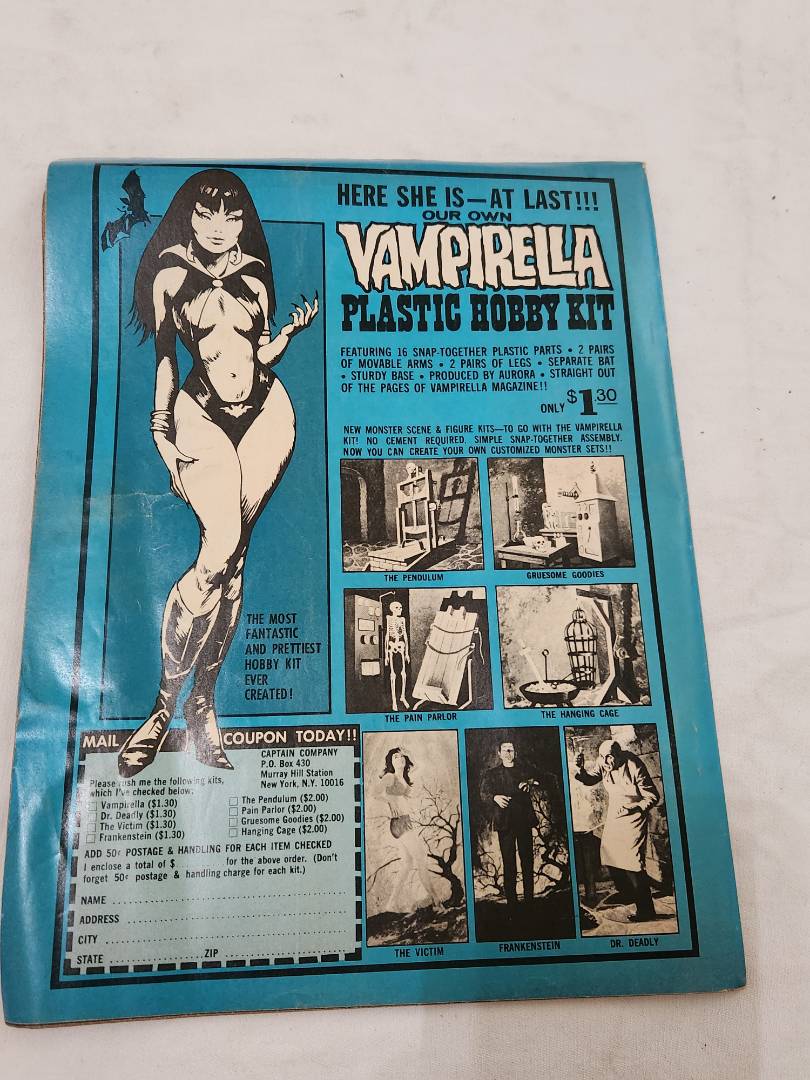 HERE SHE IS—AT LAST!!!
OUR OWN
VAMPIRELLA
PLASTIC HOBBY KIT
FEATURING 16 SNAP-TOGETHER PLASTIC PARTS • 2 PAIRS
OF MOVABLE ARMS • 2 PAIRS OF LEGS • SEPARATE BAT
• STURDY BASE • PRODUCED BY AURORA • STRAIGHT OUT
OF THE PAGES OF VAMPIRELLA MAGAZINE!!
ONLY $1.30
NEW MONSTER SCENE & FIGURE KITS—TO GO WITH THE VAMPIRELLA
KIT! NO CEMENT REQUIRED. SIMPLE SNAP-TOGETHER ASSEMBLY.
NOW YOU CAN CREATE YOUR OWN CUSTOMIZED MONSTER SETS!!
THE PENDULUM
GRUESOME GOODIES
THE PAIN PARLOR
THE HANGING CAGE
THE VICTIM
FRANKENSTEIN
DR. DEADLY
THE MOST
FANTASTIC
AND PRETTIEST
HOBBY KIT
EVER
CREATED!
MAIL COUPON TODAY!!
CAPTAIN COMPANY
P.O. Box 430
Murray Hill Station
New York, N.Y. 10016
Please rush me the following kits,
which I've checked below:
Vampirella ($1.30)
Dr. Deadly ($1.30)
The Victim ($1.30)
Frankenstein ($1.30)
The Pendulum ($2.00)
Pain Parlor ($2.00)
Gruesome Goodies ($2.00)
Hanging Cage ($2.00)
ADD 50¢ POSTAGE & HANDLING FOR EACH ITEM CHECKED
I enclose a total of $ for the above order. (Don't
forget 50¢ postage & handling charge for each kit.)
NAME
ADDRESS
CITY
STATE ZIP